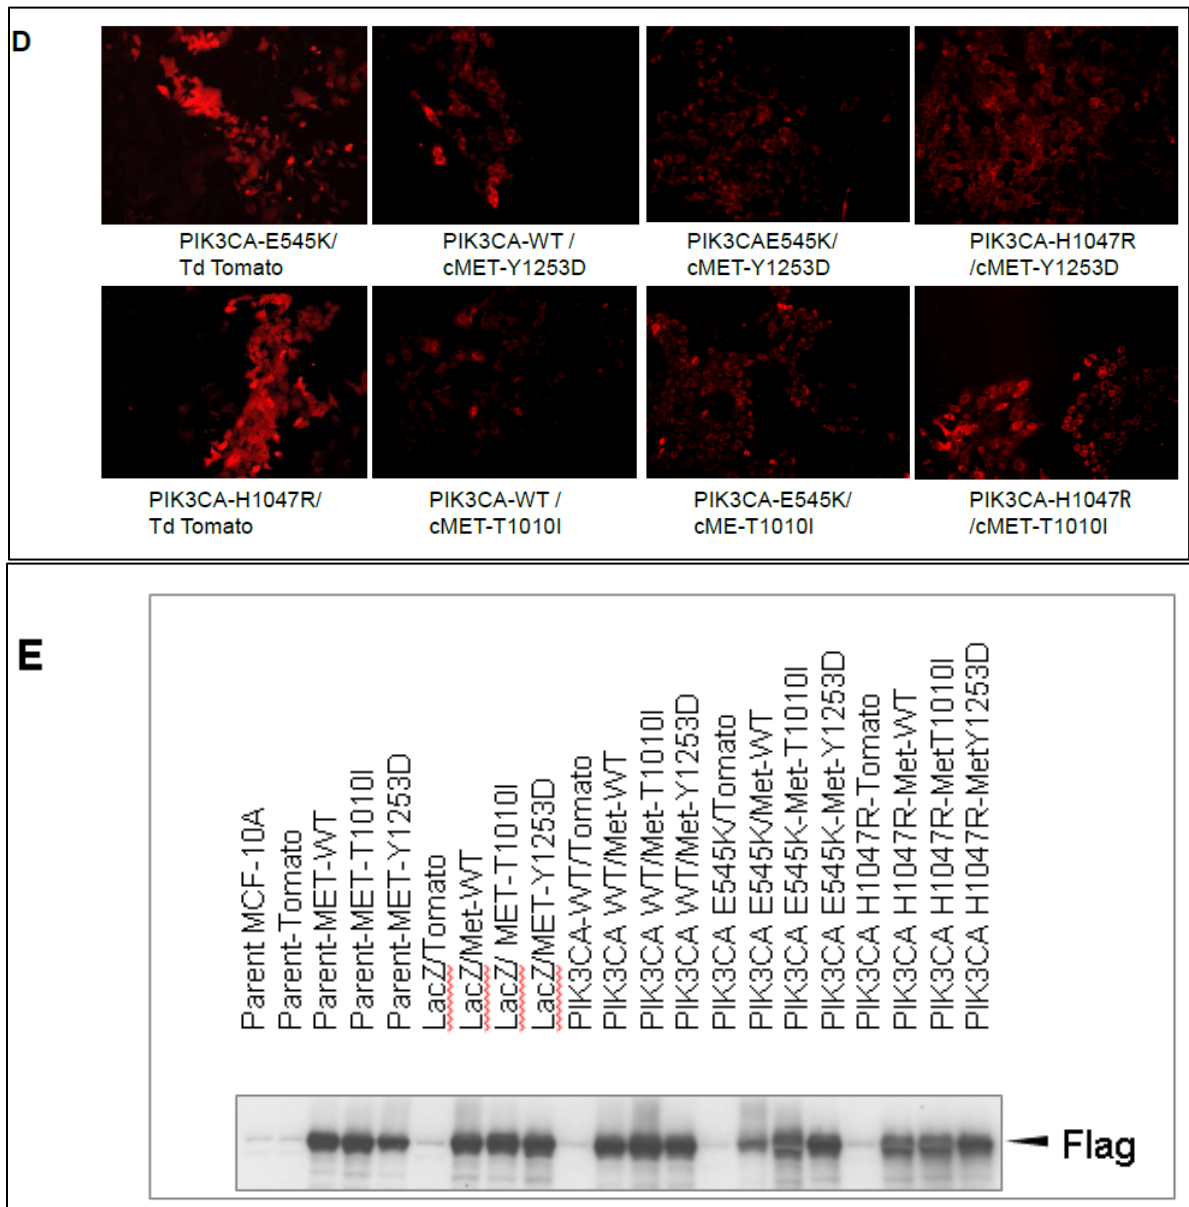 D
PIK3CA-E545K/
Td Tomato
PIK3CA-WT /
cMET-Y1253D
PIK3CAE545K/
cMET-Y1253D
PIK3CA-H1047R
/cMET-Y1253D
PIK3CA-H1047R/
Td Tomato
PIK3CA-WT /
cMET-T1010I
PIK3CA-E545K/
cME-T1010I
PIK3CA-H1047R
/cMET-T1010I
E
Parent MCF-10A
Parent-Tomato
Parent-MET-WT
Parent-MET-T1010I
Parent-MET-Y1253D
LacZ/Tomato
LacZ/Met-WT
LacZ/ MET-T1010I
LacZ/MET-Y1253D
PIK3CA-WT/Tomato
PIK3CA WT/Met-WT
PIK3CA WT/Met-T1010I
PIK3CA WT/Met-Y1253D
PIK3CA E545K/Tomato
PIK3CA E545K/Met-WT
PIK3CA E545K-Met-T1010I
PIK3CA E545K-Met-Y1253D
PIK3CA H1047R-Tomato
PIK3CA H1047R-Met-WT
PIK3CA H1047R-MetT1010I
PIK3CA H1047R-MetY1253D
Flag